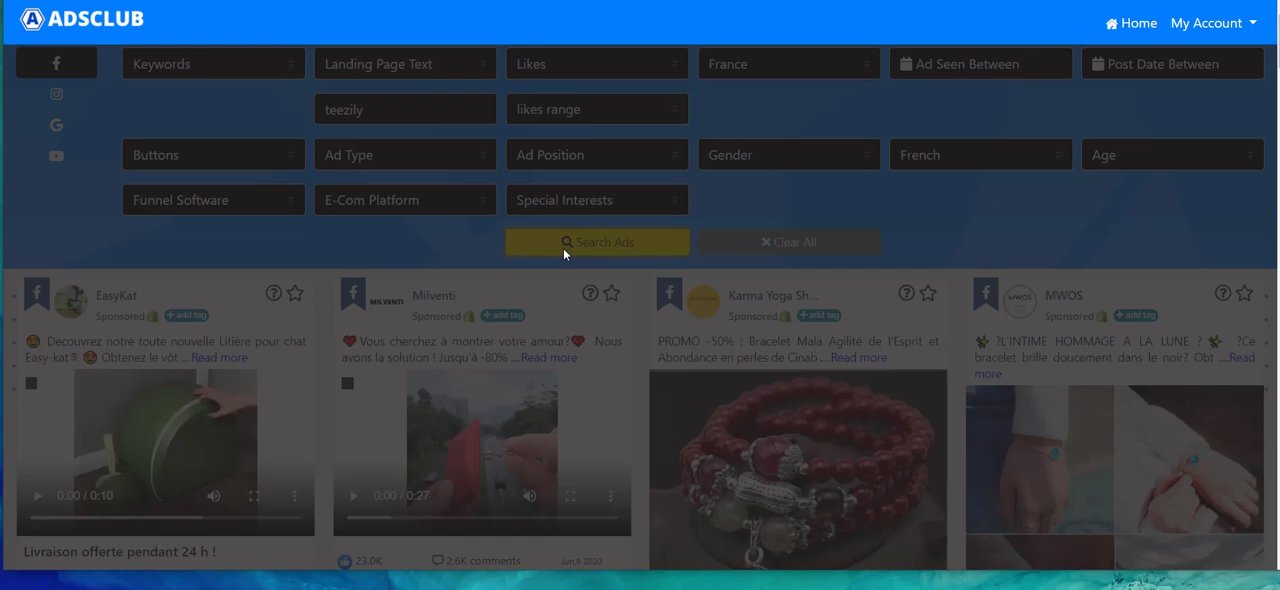 ADSCLUB
Home My Account
Keywords Landing Page Text Likes France Ad Seen Between Post Date Between
teezily likes range
Buttons Ad Type Ad Position Gender French Age
Funnel Software E-Com Platform Special Interests
Search Ads Clear All
EasyKat
Sponsored + add tag
Decouvrez notre toute nouvelle Litière pour chat
Easy-kat® Obtenez le vôt ....Read more
0:00 / 0:10
Livraison offerte pendant 24 h !
MILVENTI
Milventi
Sponsored + add tag
Vous cherchez à montrer votre amour? Nous
avons la solution ! Jusqu'à -80% ....Read more
0:00 / 0:27
23.0K 2.6K comments Jun,9 2020
Karma Yoga Sh...
Sponsored + add tag
PROMO -50% : Bracelet Mala Agilité de l'Esprit et
Abondance en perles de Cinab ....Read more
MWOS
MWOS
Sponsored + add tag
?L'INTIME HOMMAGE A LA LUNE ? ?Ce
bracelet brille doucement dans le noir? Obt ....Read
more